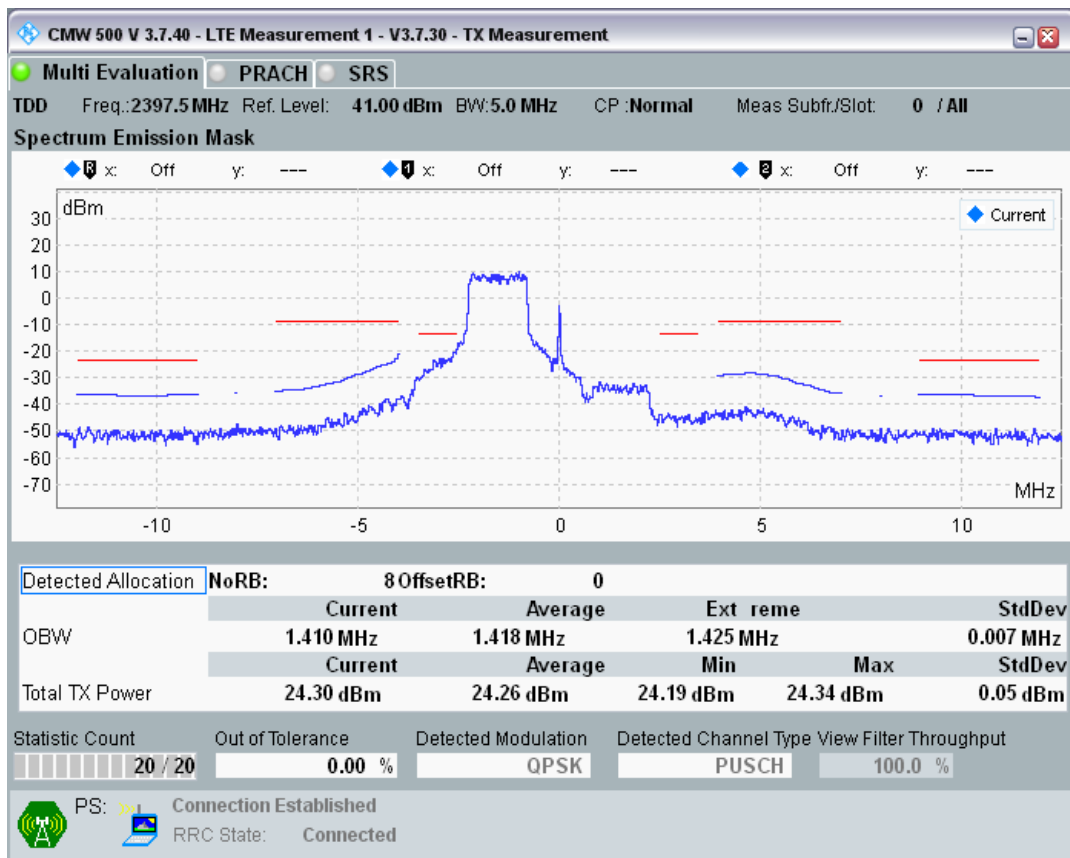 CMW 500 V 3.7.40 - LTE Measurement 1 - V3.7.30 - TX Measurement
Multi Evaluation PRACH SRS
TDD Freq.:2397.5 MHz Ref. Level: 41.00 dBm BW:5.0 MHz CP :Normal Meas Subfr./Slot: 0 / All
Spectrum Emission Mask
R x: Off y: --- 1 x: Off y: --- 2 x: Off y: ---
dBm
Current
30
20
10
0
-10
-20
-30
-40
-50
-60
-70
MHz
-10 -5 0 5 10
Detected Allocation NoRB: 8 OffsetRB: 0
Current Average Ext reme StdDev
OBW 1.410 MHz 1.418 MHz 1.425 MHz 0.007 MHz
Current Average Min Max StdDev
Total TX Power 24.30 dBm 24.26 dBm 24.19 dBm 24.34 dBm 0.05 dBm
Statistic Count Out of Tolerance Detected Modulation Detected Channel Type View Filter Throughput
20 / 20 0.00 % QPSK PUSCH 100.0 %
PS: Connection Established
RRC State: Connected